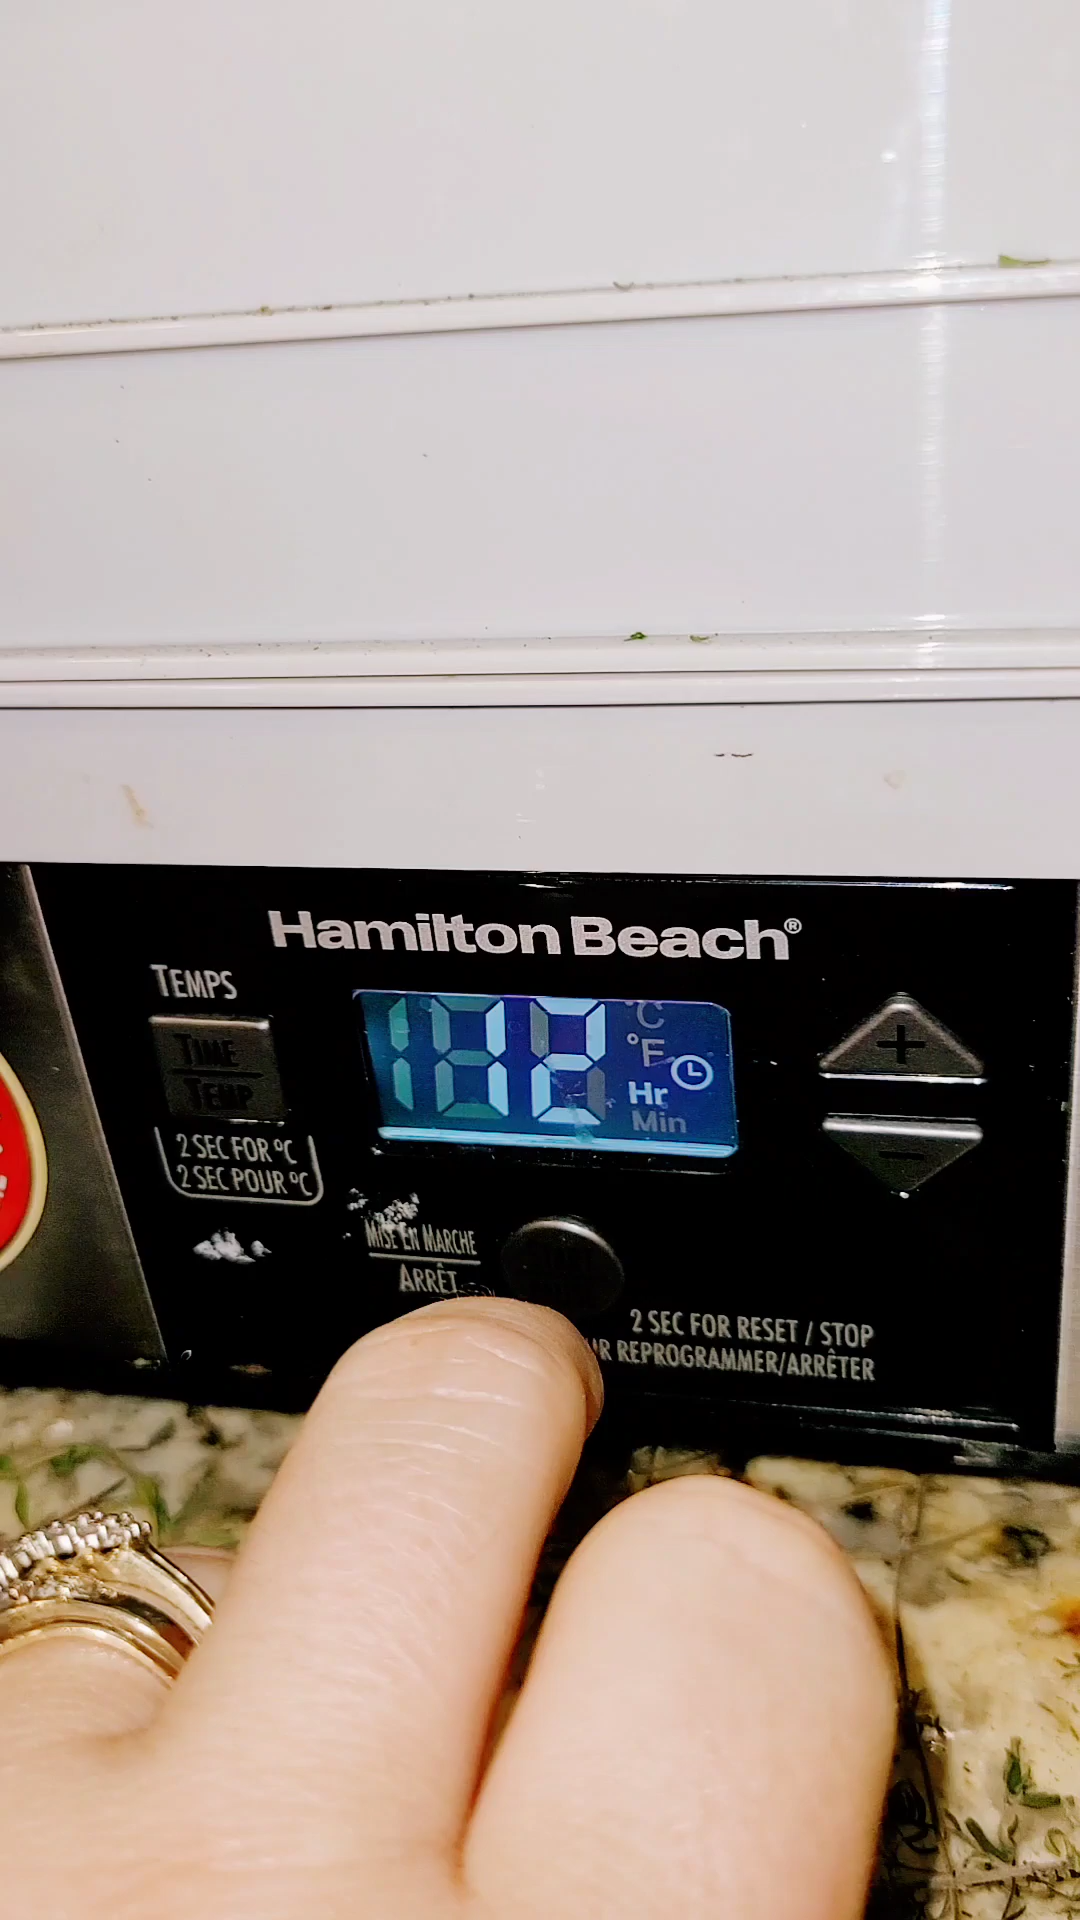 Hamilton Beach®
TEMPS
TIME
TEMP
2 SEC FOR °C
2 SEC POUR °C
12
°C
°F
Hr
Min
+
-
MISE EN MARCHE
ARRÊT
2 SEC FOR RESET / STOP
REPROGRAMMER/ARRÊTER